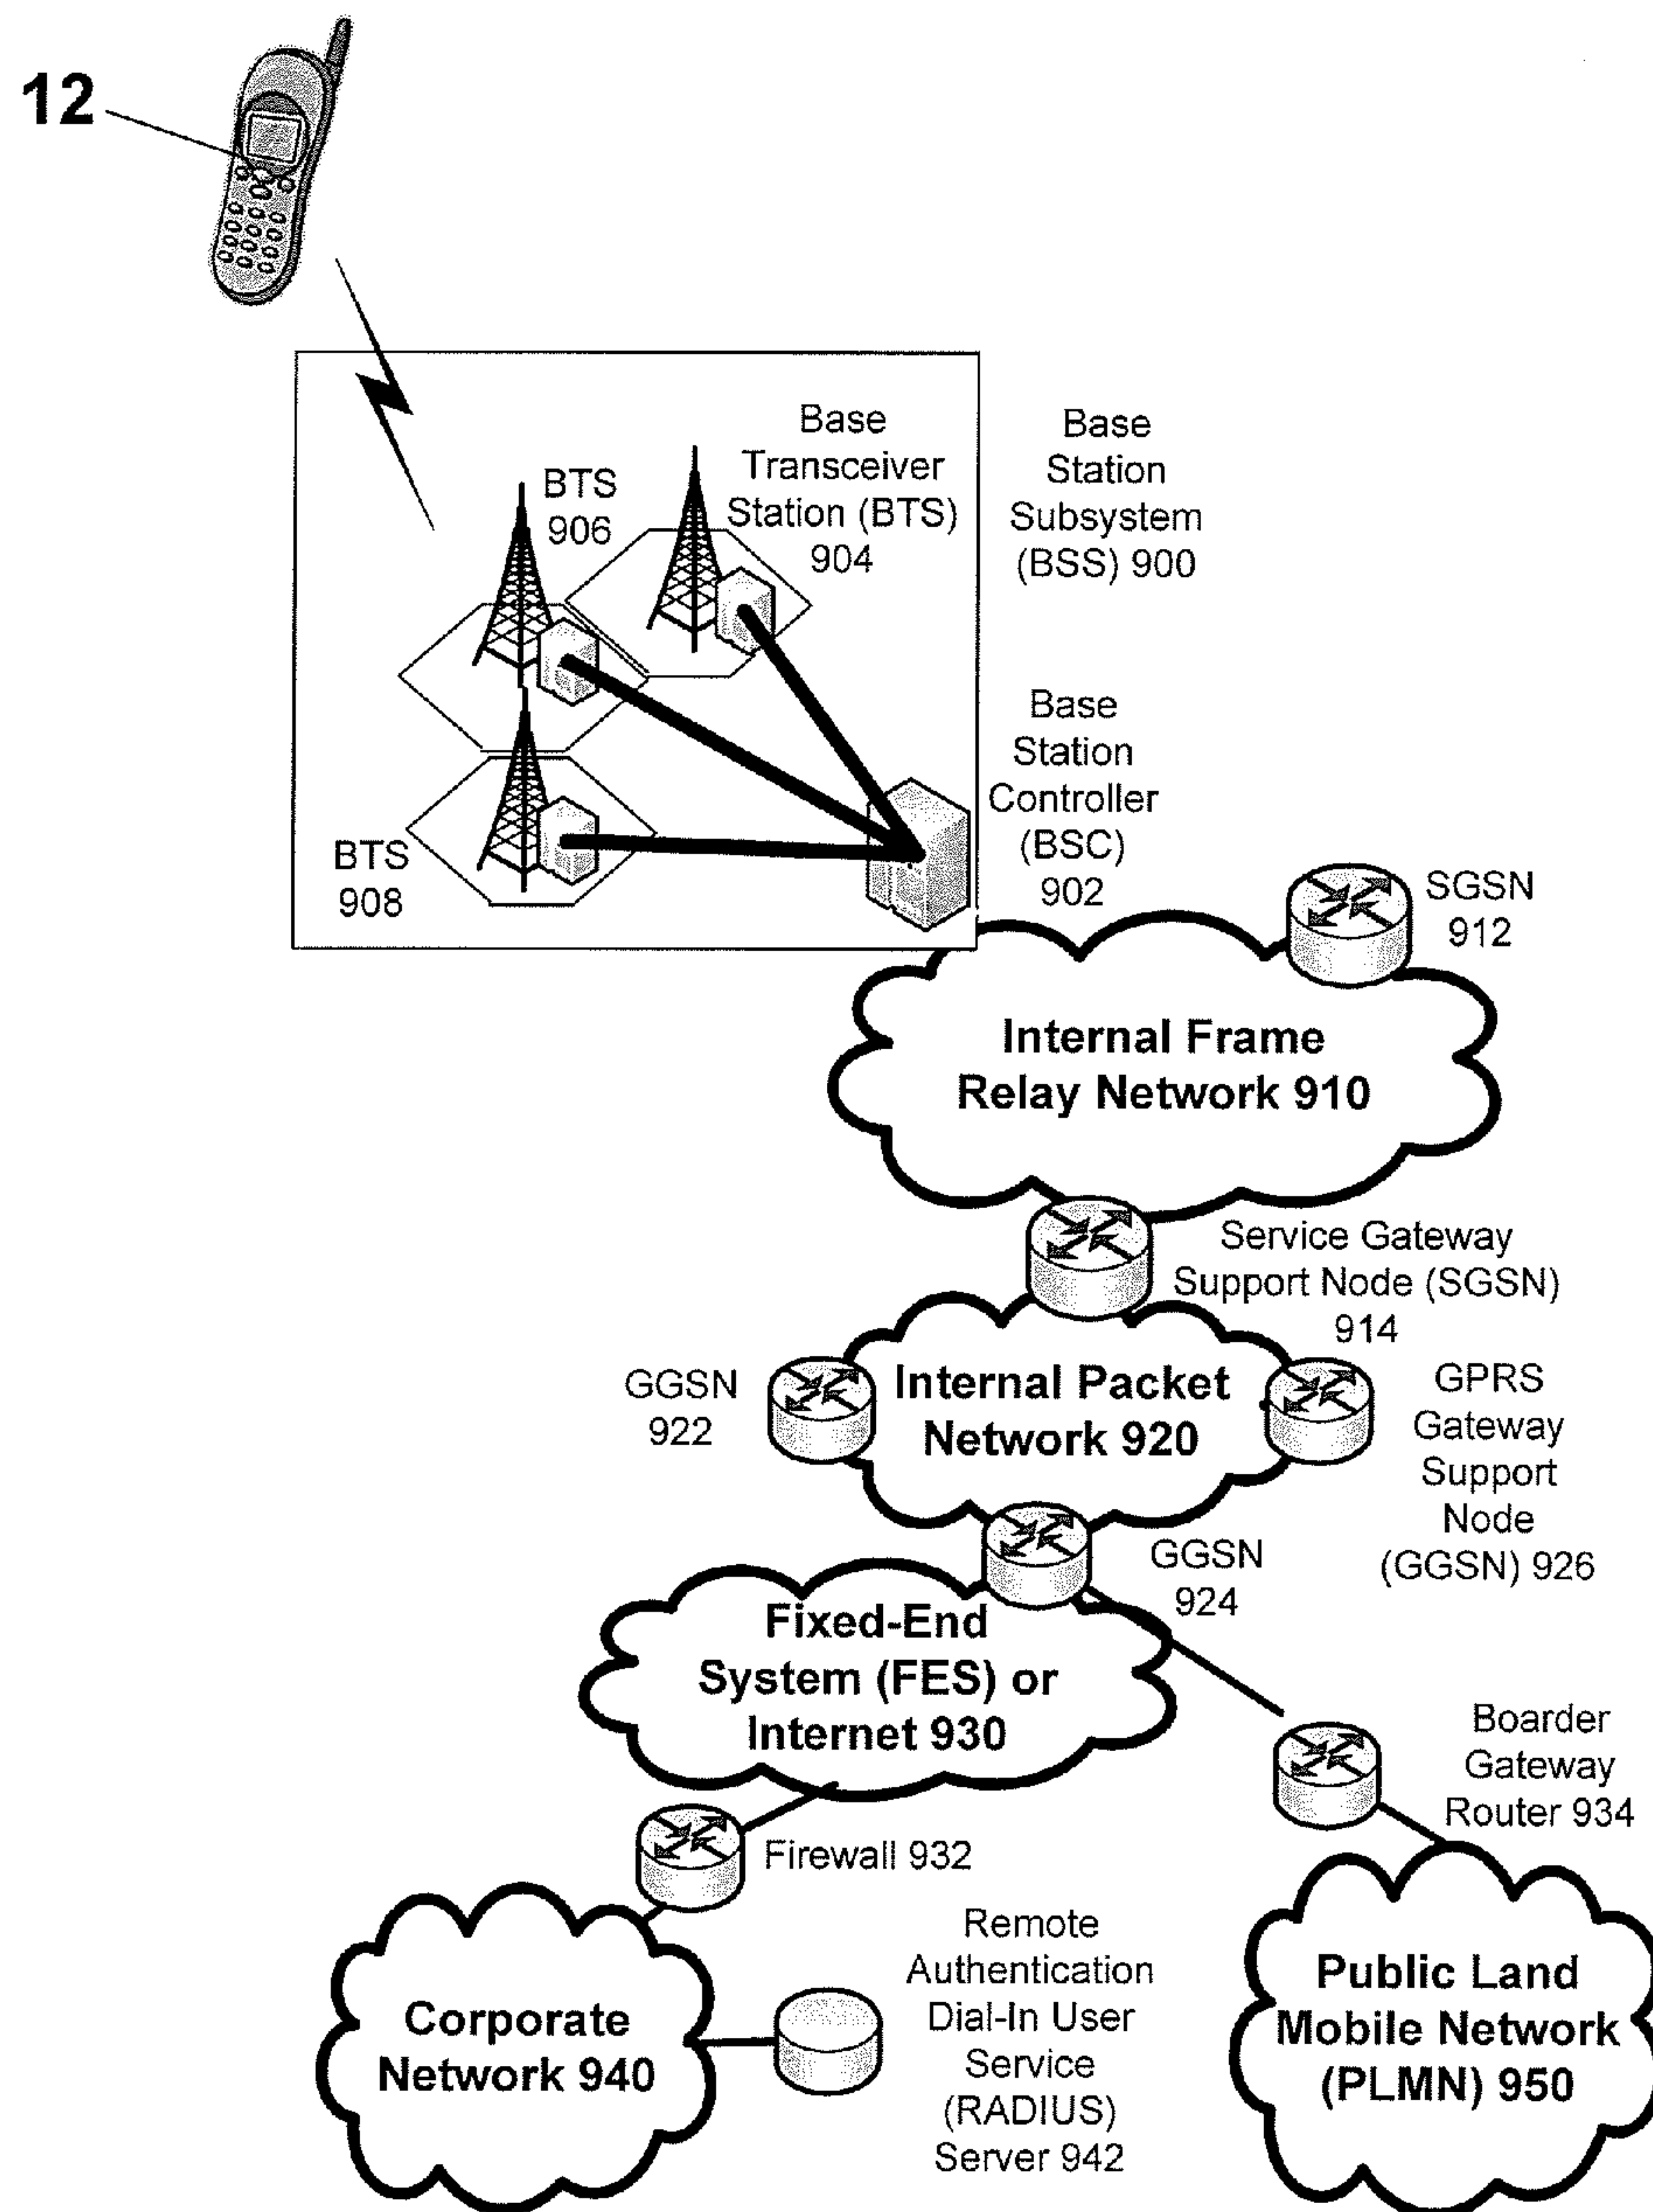 12
Base
Transceiver
Station (BTS)
904
BTS
906
Base
Station
Subsystem
(BSS) 900
Base
Station
Controller
(BSC)
902
BTS
908
SGSN
912
Internal Frame
Relay Network 910
Service Gateway
Support Node (SGSN)
914
GGSN
922
Internal Packet
Network 920
GPRS
Gateway
Support
Node
(GGSN) 926
GGSN
924
Fixed-End
System (FES) or
Internet 930
Boarder
Gateway
Router 934
Firewall 932
Remote
Authentication
Dial-In User
Service
(RADIUS)
Server 942
Corporate
Network 940
Public Land
Mobile Network
(PLMN) 950